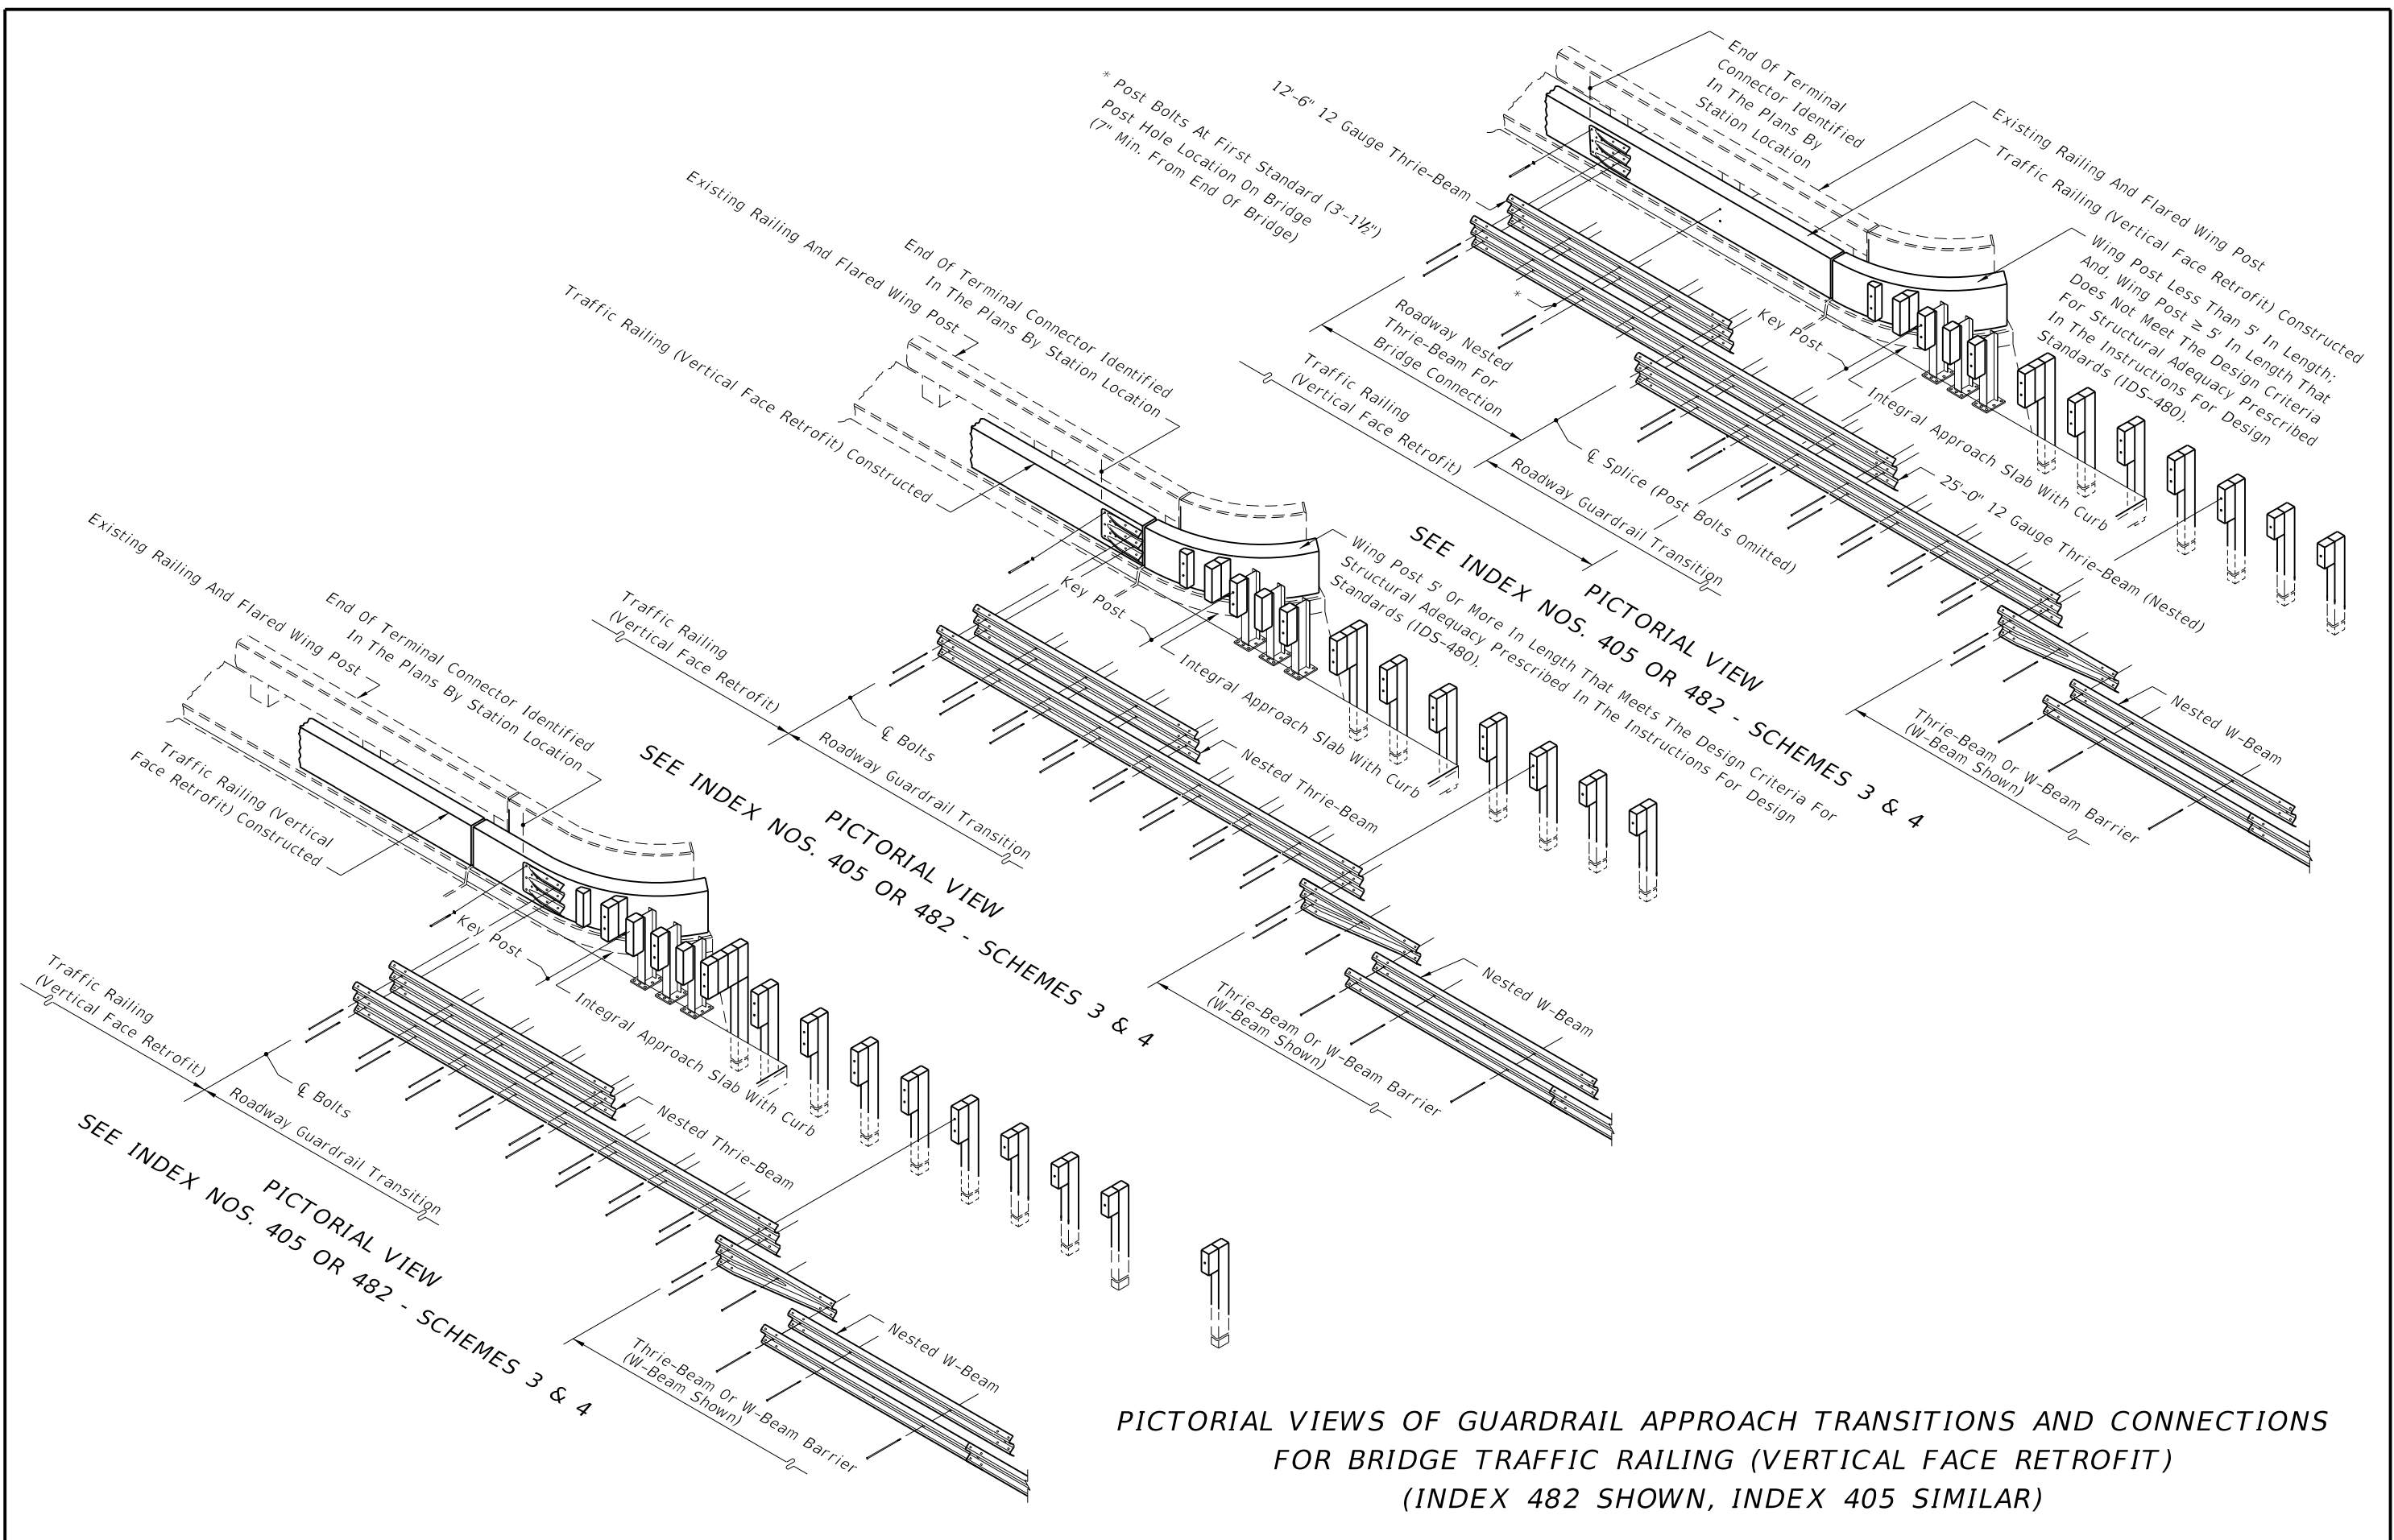 * Post Bolts At First Standard (3'-1½")
Post Hole Location On Bridge
(7" Min. From End Of Bridge)
12'-6" 12 Gauge Thrie-Beam
End Of Terminal
Connector Identified
In The Plans By
Station Location
Existing Railing And Flared Wing Post
Traffic Railing (Vertical Face Retrofit) Constructed
Wing Post Less Than 5' In Length;
And, Wing Post ≥ 5' In Length That
Does Not Meet The Design Criteria
For Structural Adequacy Prescribed
In The Instructions For Design
Standards (IDS-480).
*
Roadway Nested
Thrie-Beam For
Bridge Connection
Key Post
Integral Approach Slab With Curb
Traffic Railing
(Vertical Face Retrofit)
℄ Splice (Post Bolts Omitted)
Roadway Guardrail Transition
25'-0" 12 Gauge Thrie-Beam (Nested)
Nested W-Beam
Thrie-Beam Or W-Beam Barrier
(W-Beam Shown)
PICTORIAL VIEW
SEE INDEX NOS. 405 OR 482 - SCHEMES 3 & 4
Existing Railing And Flared Wing Post
End Of Terminal Connector Identified
In The Plans By Station Location
Traffic Railing (Vertical Face Retrofit) Constructed
Wing Post 5' Or More In Length That Meets The Design Criteria For
Structural Adequacy Prescribed In The Instructions For Design
Standards (IDS-480).
Key Post
Integral Approach Slab With Curb
Traffic Railing
(Vertical Face Retrofit)
℄ Bolts
Roadway Guardrail Transition
Nested Thrie-Beam
Nested W-Beam
Thrie-Beam Or W-Beam Barrier
(W-Beam Shown)
PICTORIAL VIEW
SEE INDEX NOS. 405 OR 482 - SCHEMES 3 & 4
Existing Railing And Flared Wing Post
End Of Terminal Connector Identified
In The Plans By Station Location
Traffic Railing (Vertical
Face Retrofit) Constructed
Key Post
Integral Approach Slab With Curb
Traffic Railing
(Vertical Face Retrofit)
℄ Bolts
Roadway Guardrail Transition
Nested Thrie-Beam
Nested W-Beam
Thrie-Beam Or W-Beam Barrier
(W-Beam Shown)
PICTORIAL VIEW
SEE INDEX NOS. 405 OR 482 - SCHEMES 3 & 4
PICTORIAL VIEWS OF GUARDRAIL APPROACH TRANSITIONS AND CONNECTIONS
FOR BRIDGE TRAFFIC RAILING (VERTICAL FACE RETROFIT)
(INDEX 482 SHOWN, INDEX 405 SIMILAR)